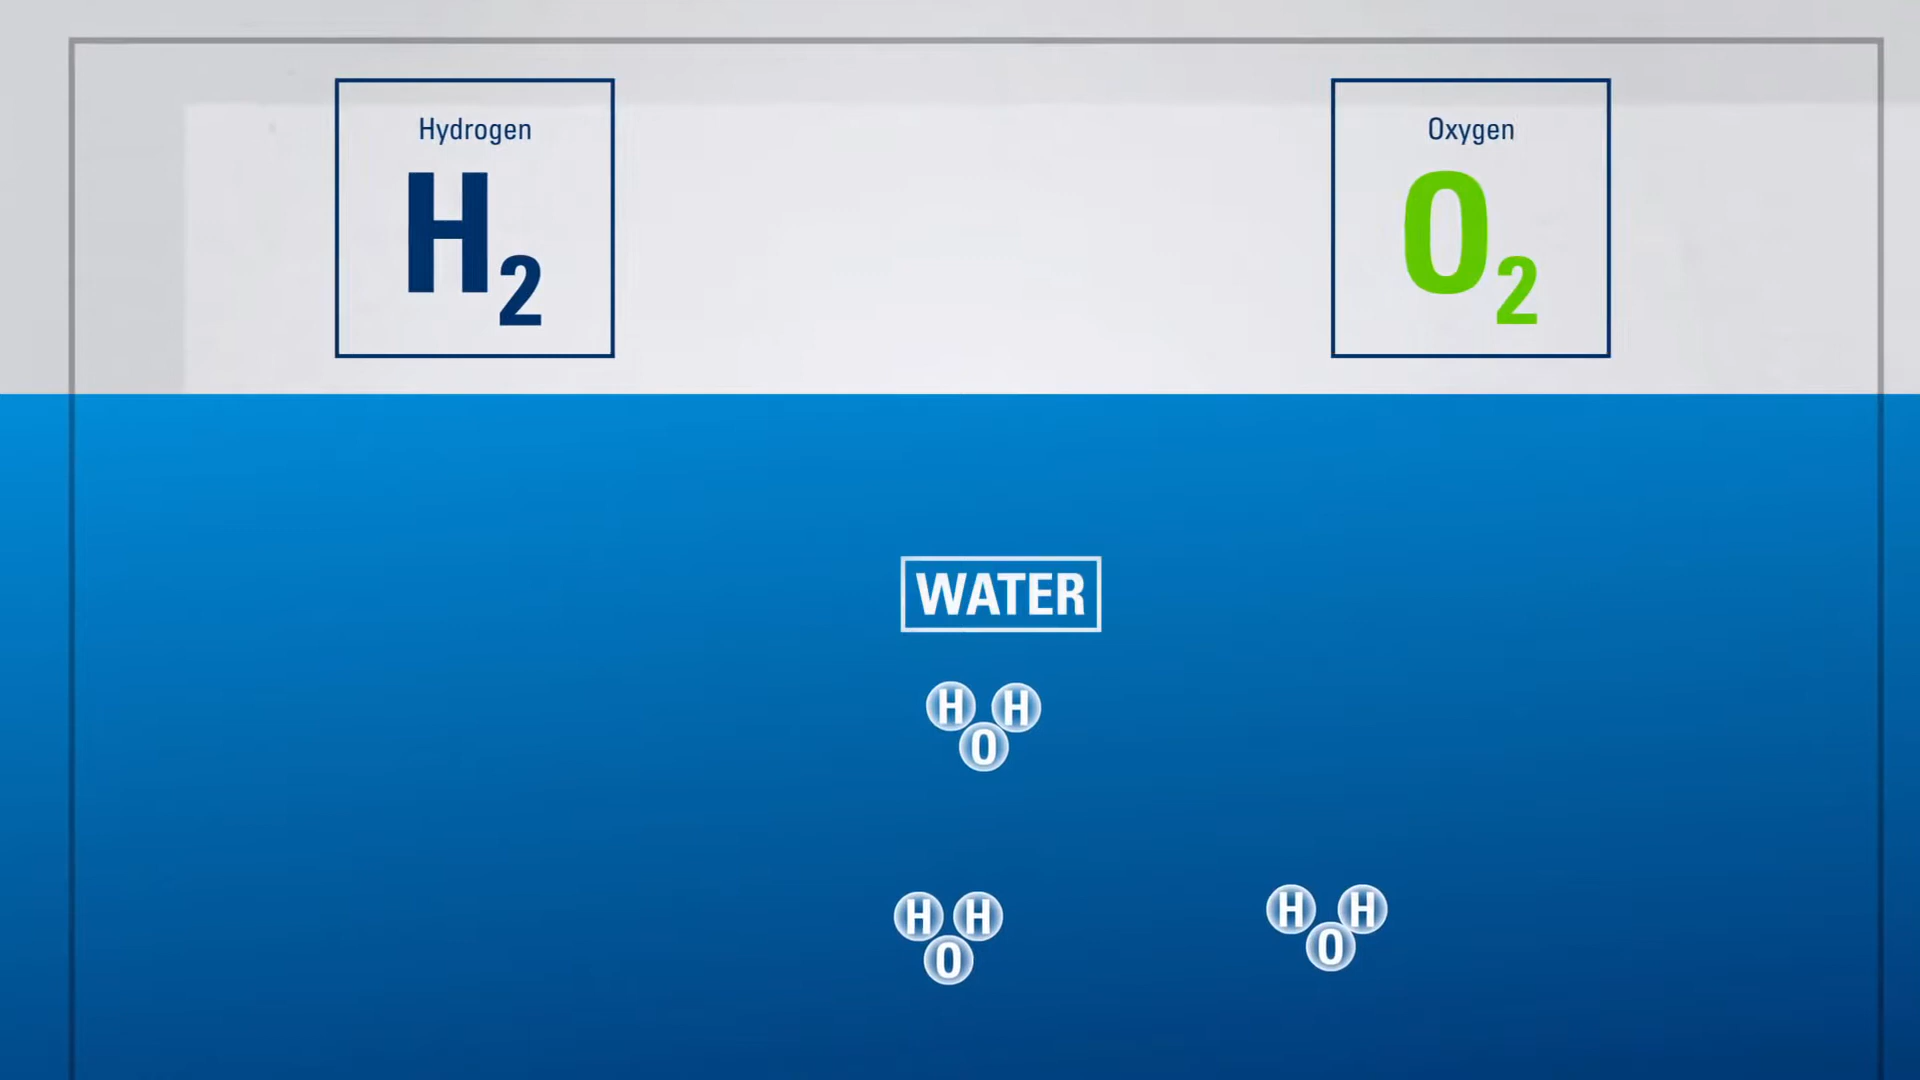 Hydrogen
H₂
Oxygen
O₂
WATER
H H
O
H H
O
H H
O